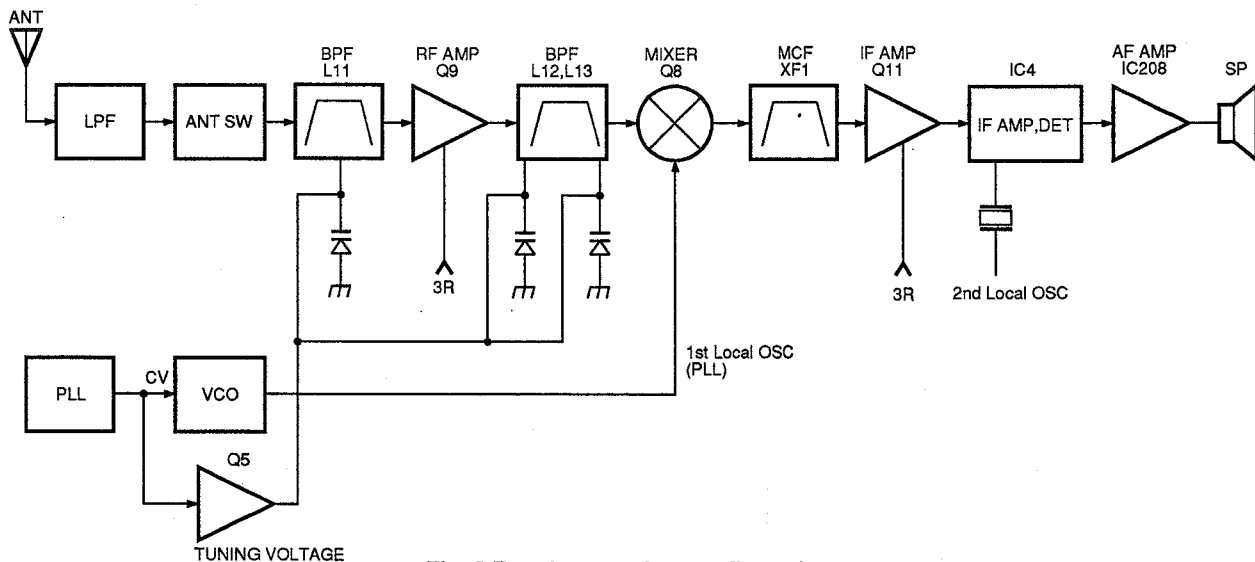 ANT
LPF
ANT SW
BPF
L11
RF AMP
Q9
3R
BPF
L12,L13
MIXER
Q8
MCF
XF1
IF AMP
Q11
3R
IC4
IF AMP,DET
2nd Local OSC
AF AMP
IC208
SP
1st Local OSC
(PLL)
PLL
CV
VCO
Q5
TUNING VOLTAGE